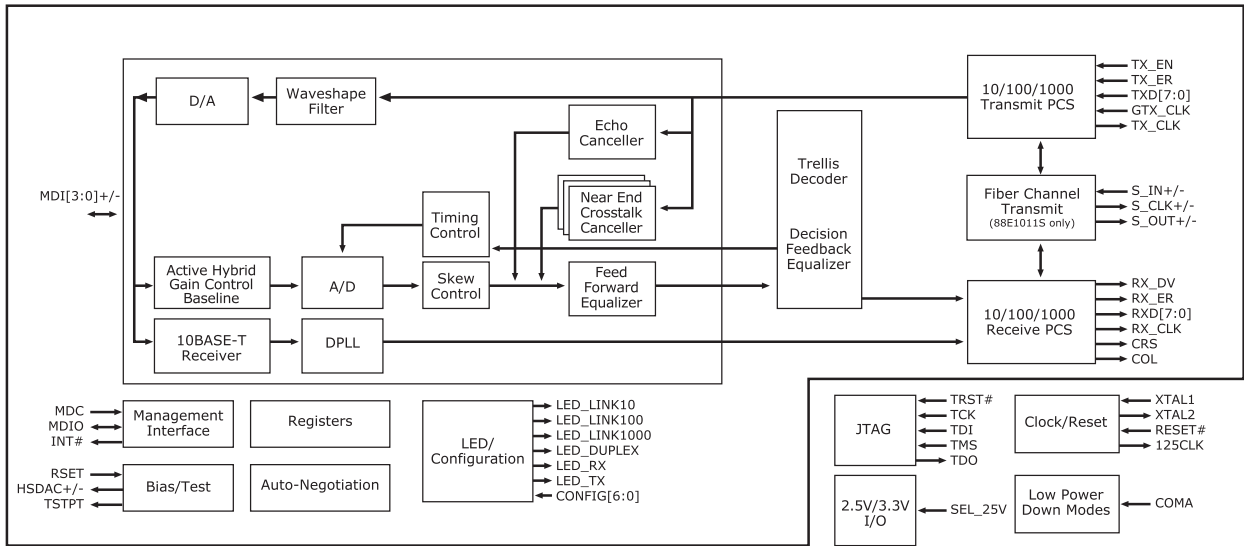 D/A
Waveshape
Filter
Echo
Canceller
Near End
Crosstalk
Canceller
Timing
Control
MDI[3:0]+/-
Active Hybrid
Gain Control
Baseline
A/D
Skew
Control
Feed
Forward
Equalizer
Trellis
Decoder
Decision
Feedback
Equalizer
10BASE-T
Receiver
DPLL
10/100/1000
Transmit PCS
TX_EN
TX_ER
TXD[7:0]
GTX_CLK
TX_CLK
Fiber Channel
Transmit
(88E1011S only)
S_IN+/-
S_CLK+/-
S_OUT+/-
10/100/1000
Receive PCS
RX_DV
RX_ER
RXD[7:0]
RX_CLK
CRS
COL
MDC
MDIO
INT#
Management
Interface
Registers
RSET
HSDAC+/-
TSTPT
Bias/Test
Auto-Negotiation
LED/
Configuration
LED_LINK10
LED_LINK100
LED_LINK1000
LED_DUPLEX
LED_RX
LED_TX
CONFIG[6:0]
JTAG
TRST#
TCK
TDI
TMS
TDO
Clock/Reset
XTAL1
XTAL2
RESET#
125CLK
2.5V/3.3V
I/O
SEL_25V
Low Power
Down Modes
COMA